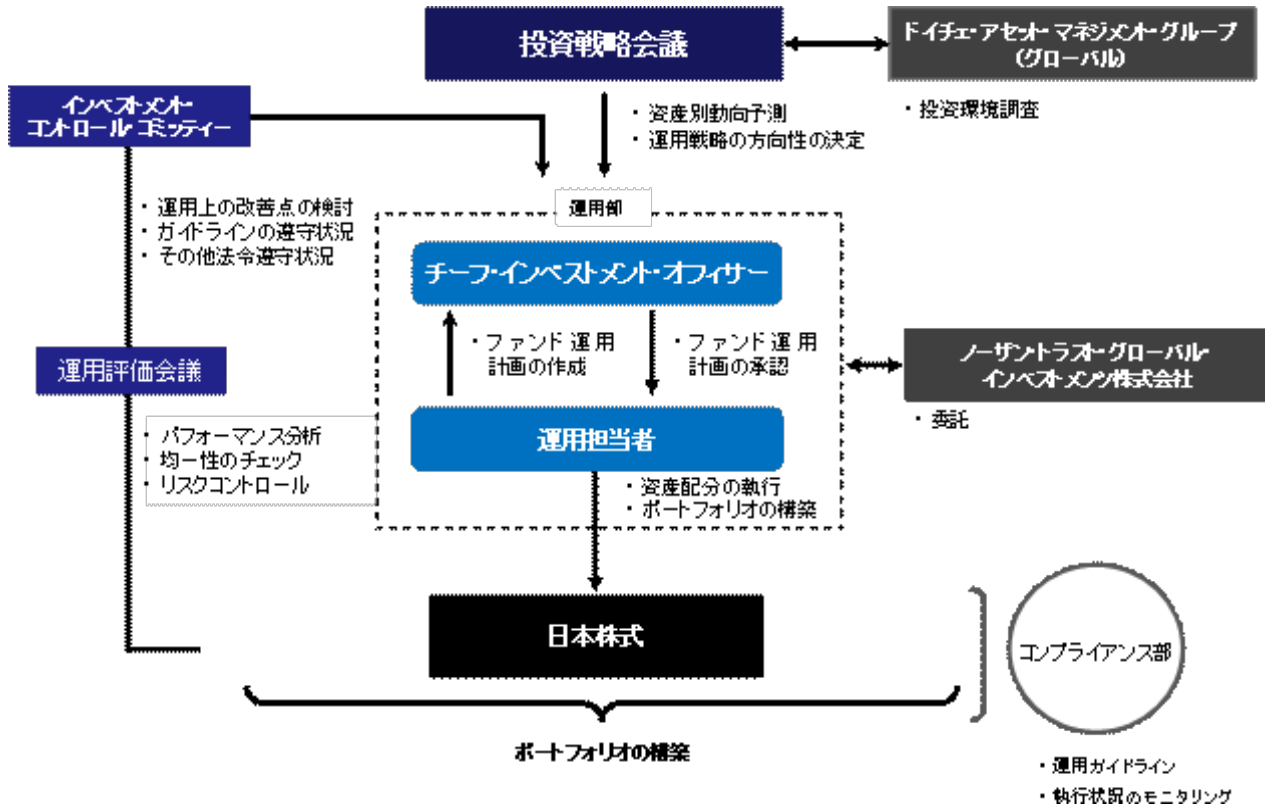 投資戦略会議
ドイチェ・アセット・マネジメント・グループ
(グローバル)
・投資環境調査
インベストメント・
コントロール・コミッティー
・資産別動向予測
・運用戦略の方向性の決定
・運用上の改善点の検討
・ガイドラインの遵守状況
・その他法令遵守状況
運用部
チーフ・インベストメント・オフィサー
・ファンド運用
計画の作成
・ファンド運用
計画の承認
ノーザン・トラスト・グローバル・
インベストメンツ株式会社
・委託
運用評価会議
・パフォーマンス分析
・均一性のチェック
・リスクコントロール
運用担当者
・資産配分の執行
・ポートフォリオの構築
日本株式
コンプライアンス部
ポートフォリオの構築
・運用ガイドライン
・執行状況のモニタリング